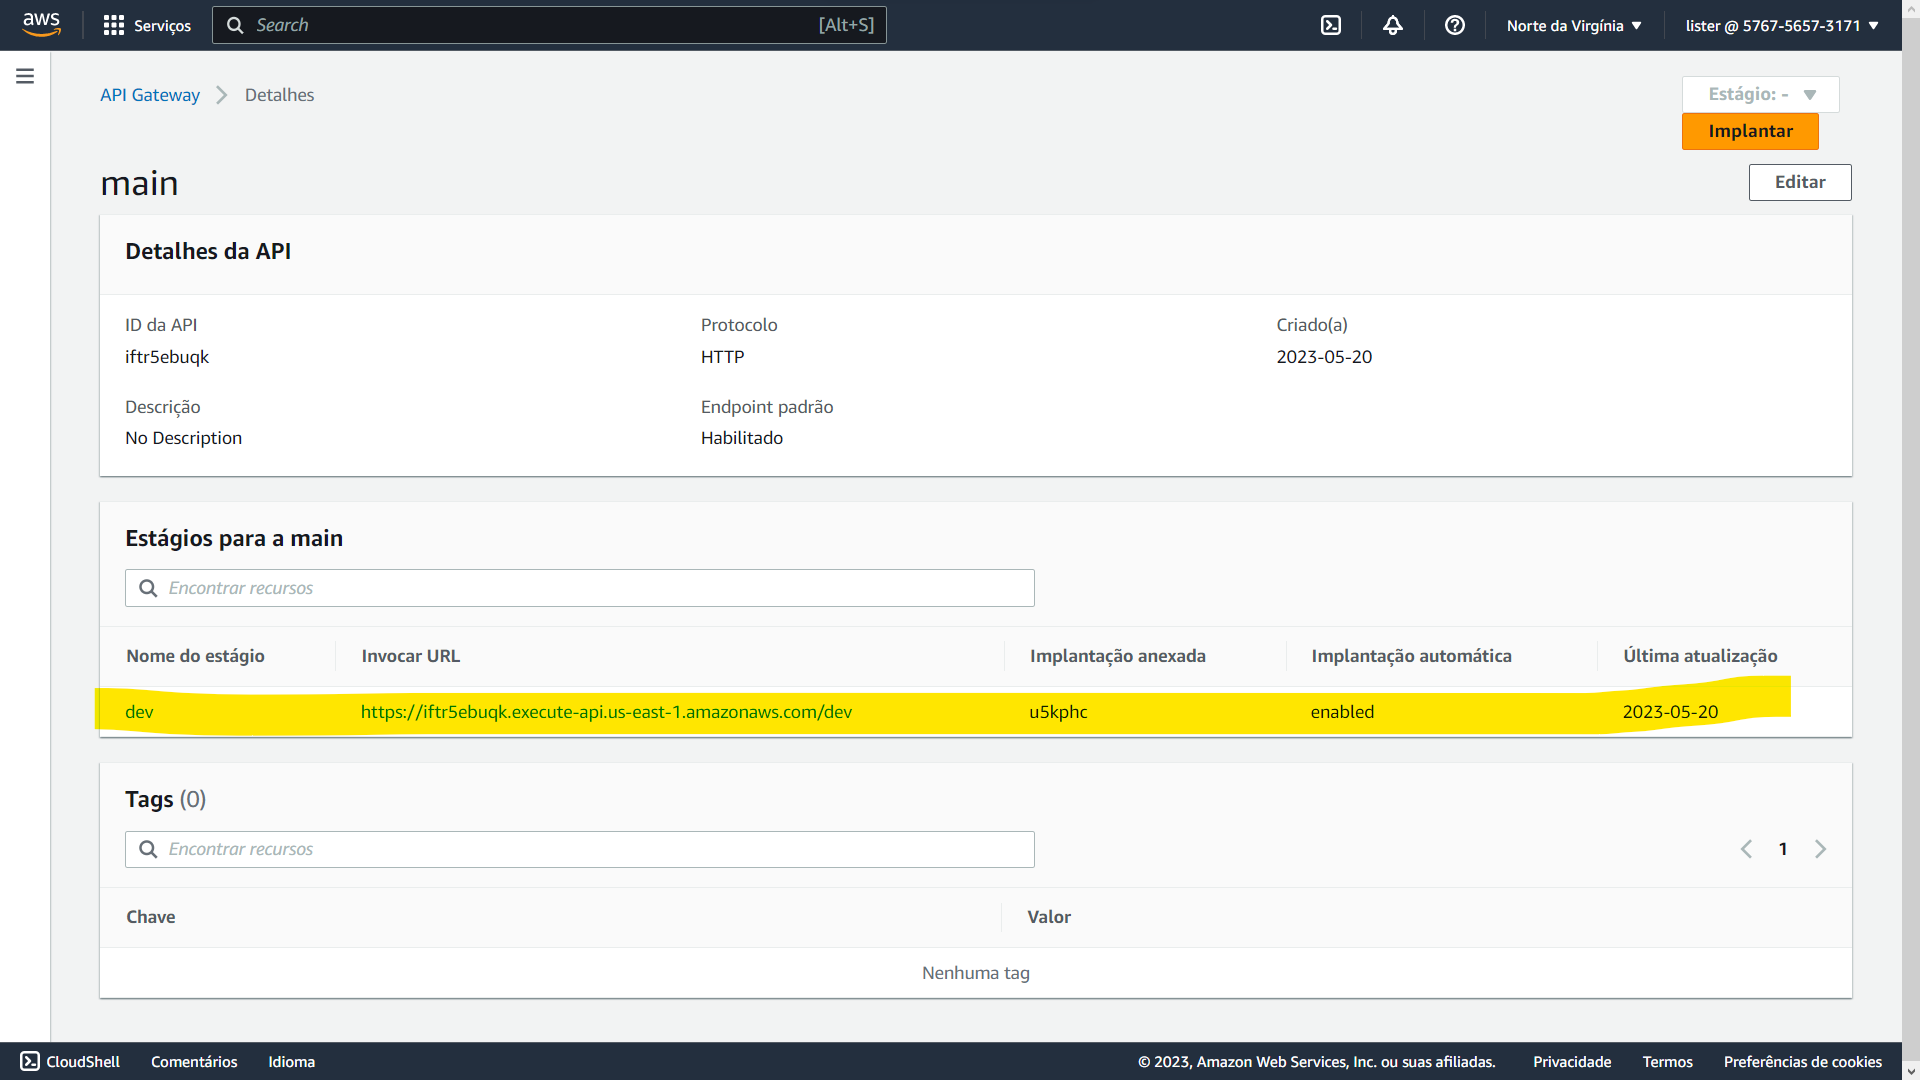 aws
Serviços
Search
[Alt+S]
Norte da Virgínia
lister @ 5767-5657-3171
API Gateway
Detalhes
Estágio: -
Implantar
main
Editar
Detalhes da API
ID da API
Protocolo
Criado(a)
iftr5ebuqk
HTTP
2023-05-20
Descrição
Endpoint padrão
No Description
Habilitado
Estágios para a main
Encontrar recursos
Nome do estágio
Invocar URL
Implantação anexada
Implantação automática
Última atualização
dev
https://iftr5ebuqk.execute-api.us-east-1.amazonaws.com/dev
u5kphc
enabled
2023-05-20
Tags (0)
Encontrar recursos
1
Chave
Valor
Nenhuma tag
CloudShell
Comentários
Idioma
© 2023, Amazon Web Services, Inc. ou suas afiliadas.
Privacidade
Termos
Preferências de cookies